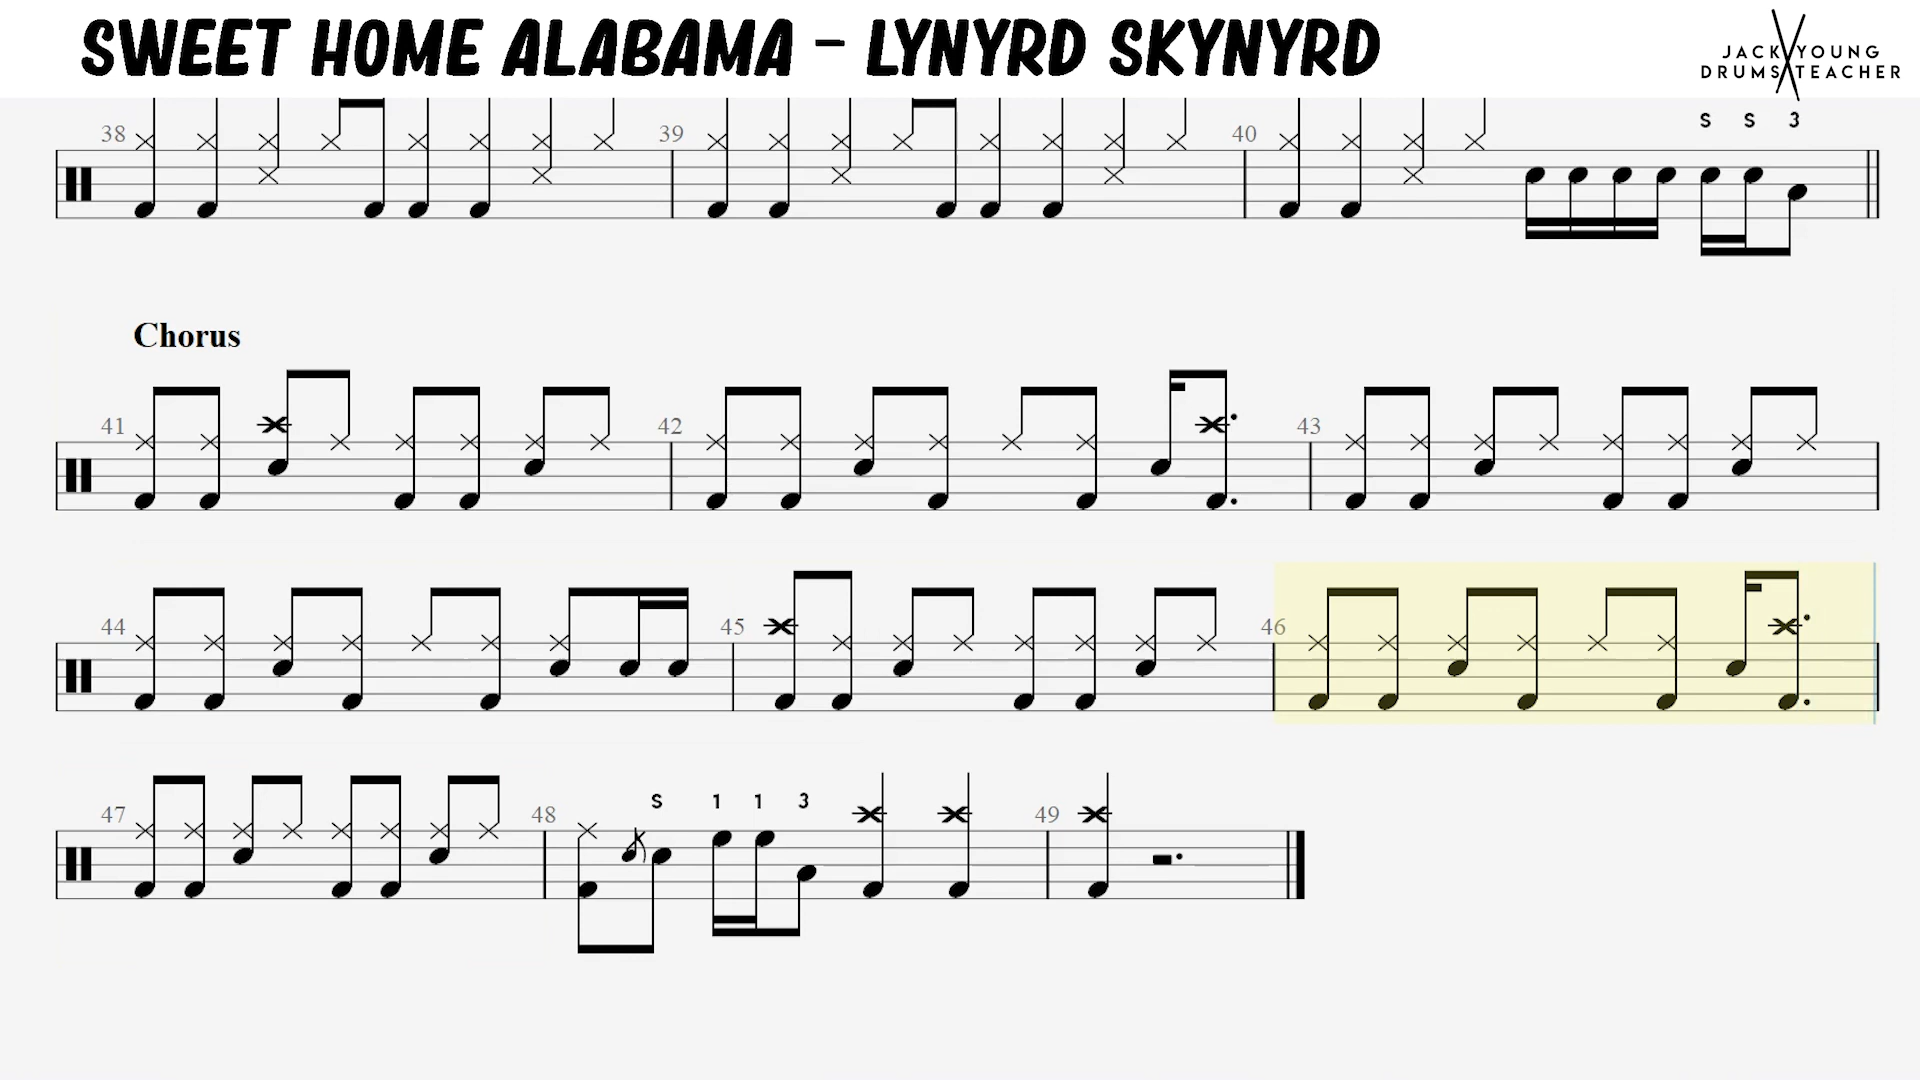 SWEET HOME ALABAMA - LYNYRD SKYNYRD
JACK YOUNG
DRUMS TEACHER
38 39 40 S S 3
Chorus
41 42 43
44 45 46
47 48 S 1 1 3 49